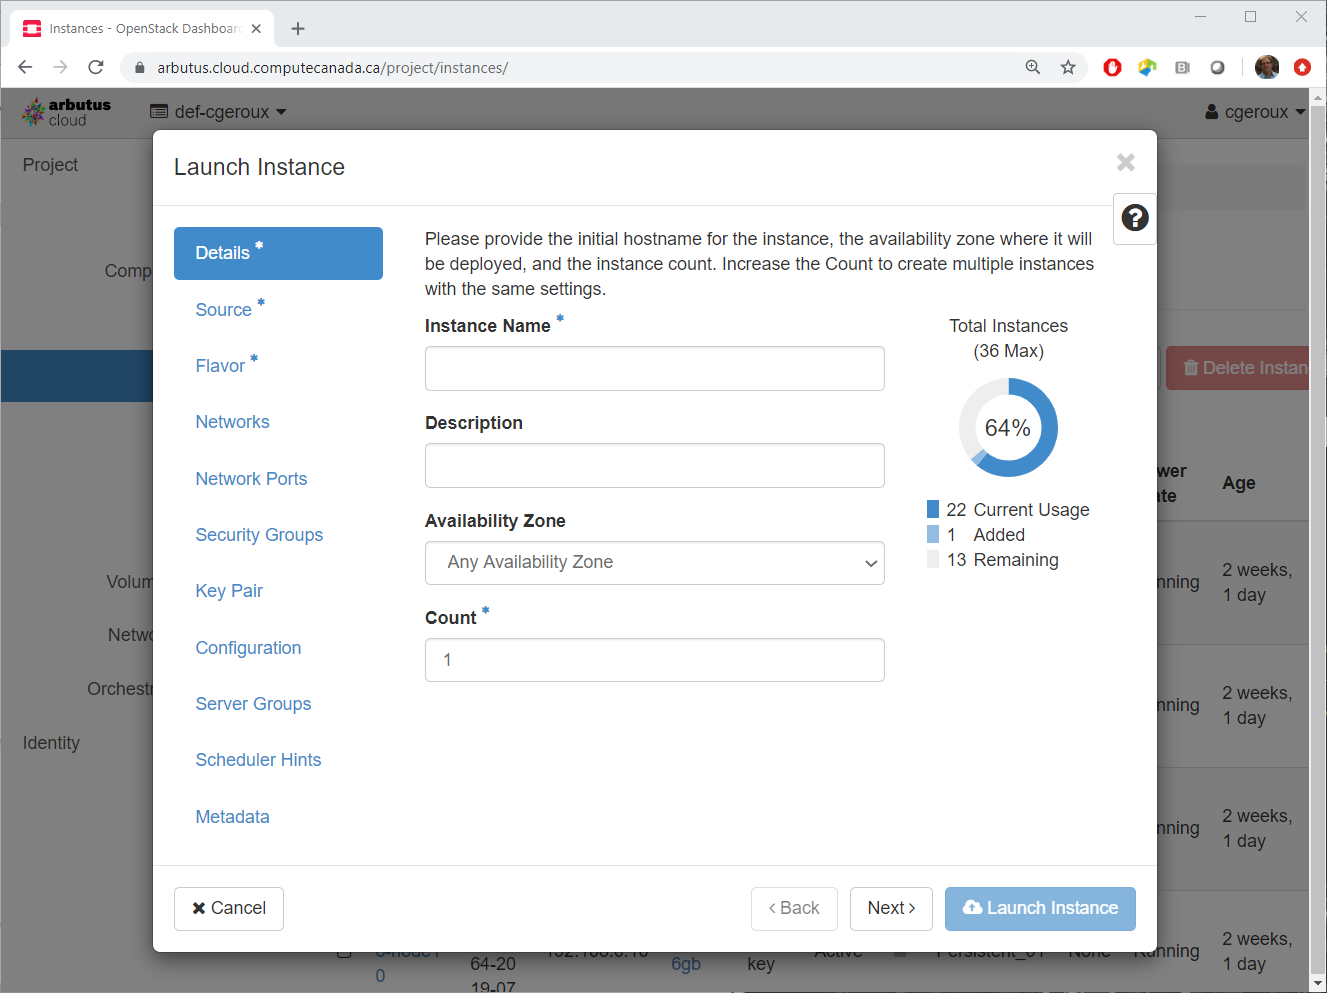 Instances - OpenStack Dashboard
arbutus.cloud.computecanada.ca/project/instances/
arbutus
cloud
def-cgeroux
cgeroux
Project
Launch Instance
Details *
Source *
Flavor *
Networks
Network Ports
Security Groups
Key Pair
Configuration
Server Groups
Scheduler Hints
Metadata
Please provide the initial hostname for the instance, the availability zone where it will
be deployed, and the instance count. Increase the Count to create multiple instances
with the same settings.
Instance Name *
Description
Availability Zone
Any Availability Zone
Count *
1
Total Instances
(36 Max)
64%
22 Current Usage
1 Added
13 Remaining
Comp
Volum
Netwo
Orchestr
Identity
Delete Instan
wer
ate
Age
nning
2 weeks,
1 day
nning
2 weeks,
1 day
nning
2 weeks,
1 day
Cancel
< Back
Next >
Launch Instance
0
64-20
19-07
6gb
key
Active
None
Running
2 weeks,
1 day